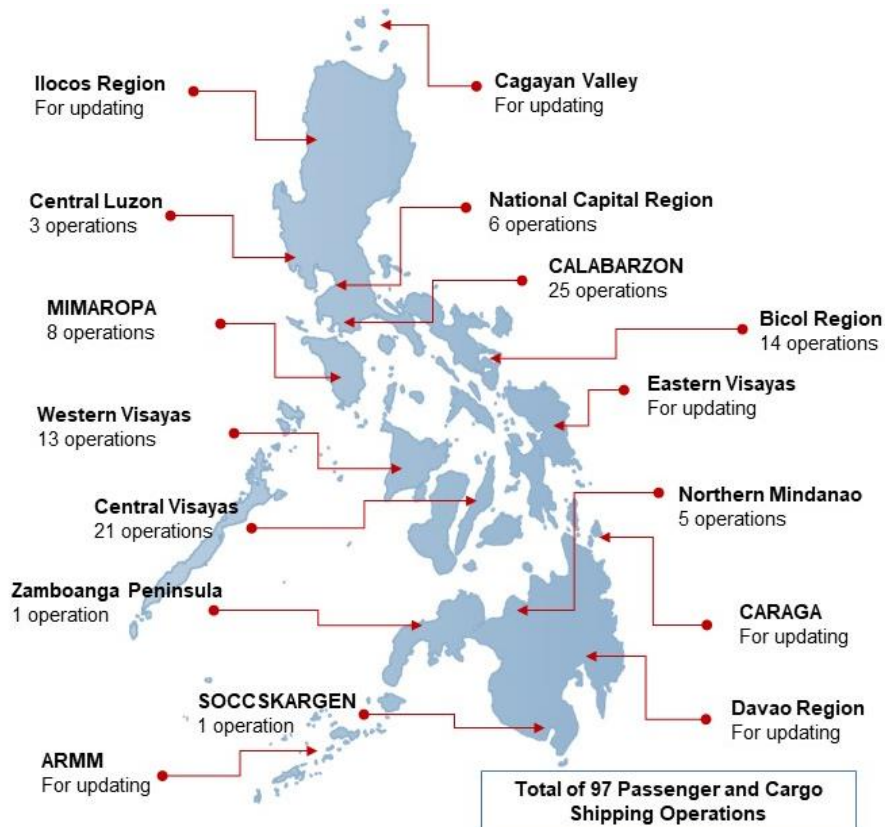 Ilocos Region
For updating
Cagayan Valley
For updating
Central Luzon
3 operations
National Capital Region
6 operations
CALABARZON
25 operations
MIMAROPA
8 operations
Bicol Region
14 operations
Eastern Visayas
For updating
Western Visayas
13 operations
Northern Mindanao
5 operations
Central Visayas
21 operations
Zamboanga Peninsula
1 operation
CARAGA
For updating
SOCCSKARGEN
1 operation
Davao Region
For updating
ARMM
For updating
Total of 97 Passenger and Cargo
Shipping Operations